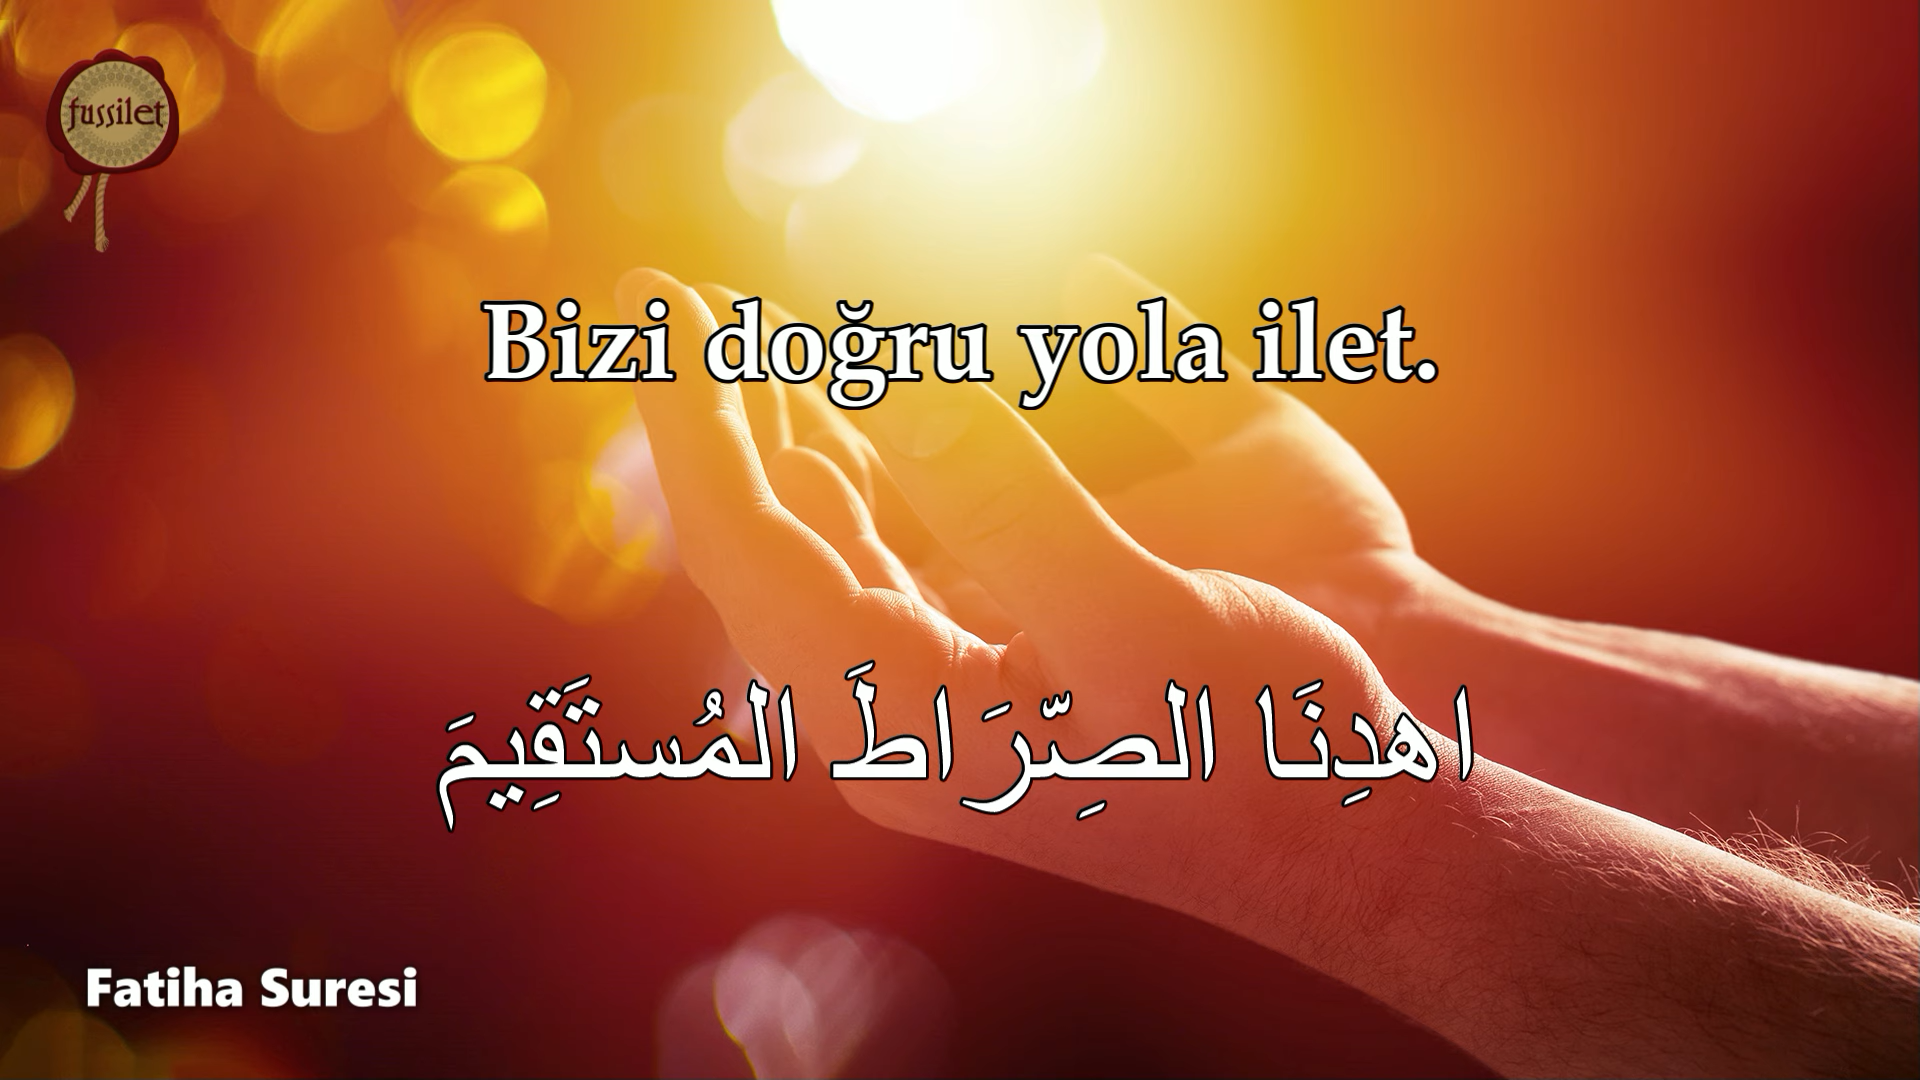 fussilet
Bizi doğru yola ilet.
اهدِنَا الصِّرَاطَ المُستَقِيمَ
Fatiha Suresi